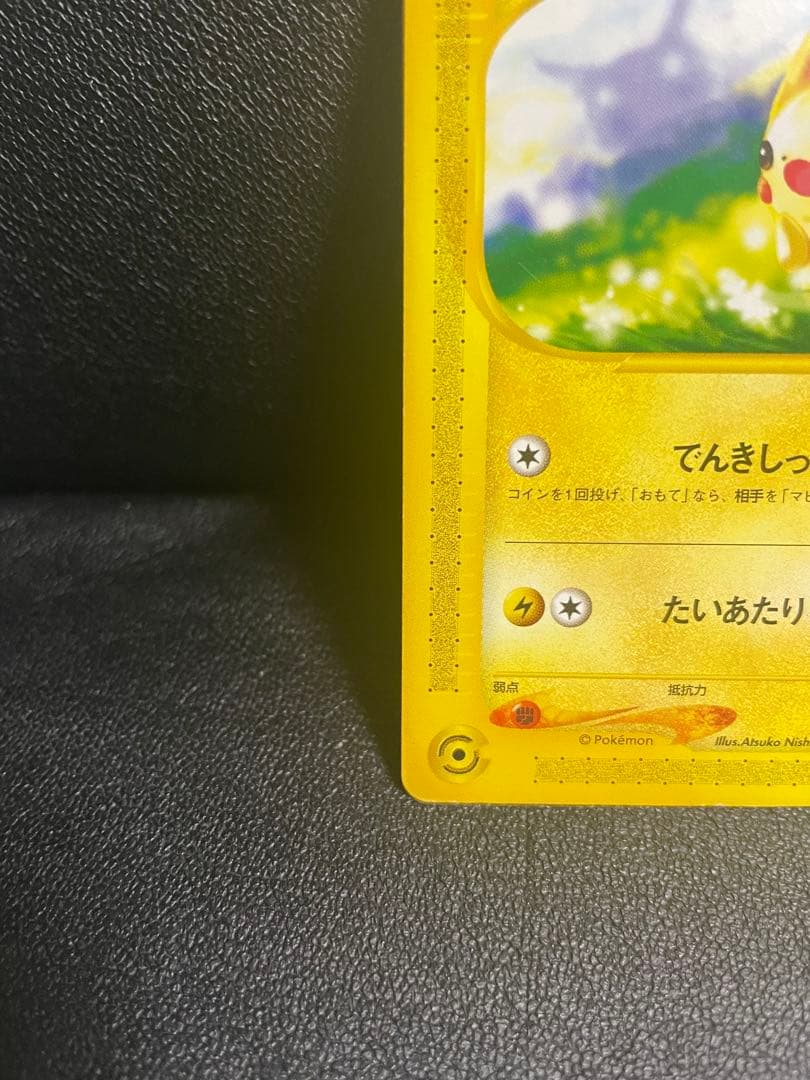 でんきしっ
コインを1回投げ、「おもて」なら、相手を「マヒ
たいあたり
弱点 抵抗力
© Pokémon Illus. Atsuko Nish